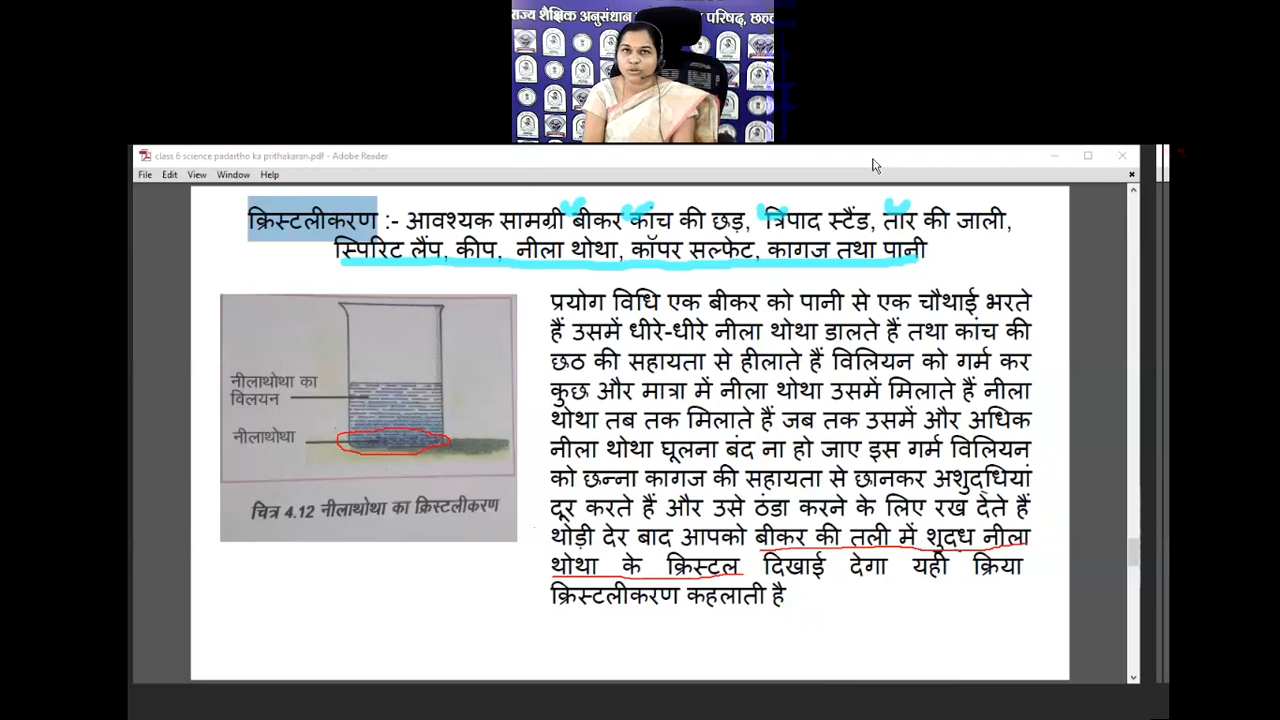 राज्य शैक्षिक अनुसंधान
परिषद्,
class 6 science padartho ka prithakaran.pdf - Adobe Reader
File Edit View Window Help
क्रिस्टलीकरण :- आवश्यक सामग्री बीकर कांच की छड़, त्रिपाद स्टैंड, तार की जाली,
स्पिरिट लैंप, कीप, नीला थोथा, कॉपर सल्फेट, कागज तथा पानी
नीलाथोथा का
विलयन
नीलाथोथा
चित्र 4.12 नीलाथोथा का क्रिस्टलीकरण
प्रयोग विधि एक बीकर को पानी से एक चौथाई भरते
हैं उसमें धीरे-धीरे नीला थोथा डालते हैं तथा कांच की
छठ की सहायता से हीलाते हैं विलियन को गर्म कर
कुछ और मात्रा में नीला थोथा उसमें मिलाते हैं नीला
थोथा तब तक मिलाते हैं जब तक उसमें और अधिक
नीला थोथा घूलना बंद ना हो जाए इस गर्म विलियन
को छन्ना कागज की सहायता से छानकर अशुद्धियां
दूर करते हैं और उसे ठंडा करने के लिए रख देते हैं
थोड़ी देर बाद आपको बीकर की तली में शुद्ध नीला
थोथा के क्रिस्टल दिखाई देगा यही क्रिया
क्रिस्टलीकरण कहलाती है